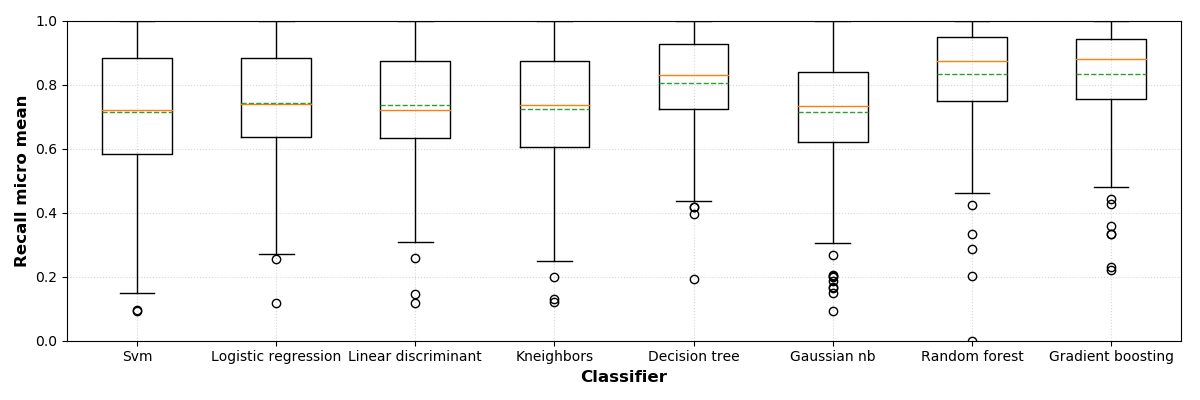 Recall micro mean
1.0
0.8
0.6
0.4
0.2
0.0
Svm Logistic regression Linear discriminant Kneighbors Decision tree Gaussian nb Random forest Gradient boosting
Classifier